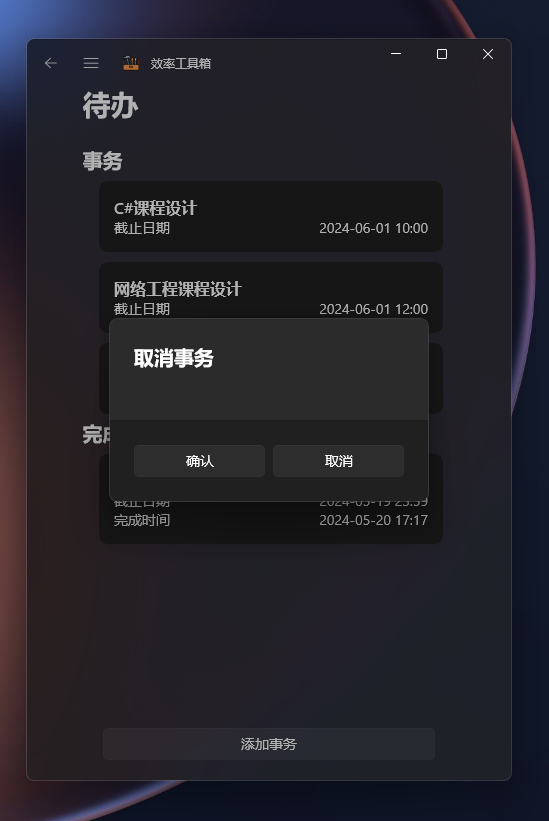 效率工具箱
待办
事务
C#课程设计
截止日期 2024-06-01 10:00
网络工程课程设计
截止日期 2024-06-01 12:00
取消事务
确认 取消
截止日期 2024-05-19 23:59
完成时间 2024-05-20 17:17
添加事务